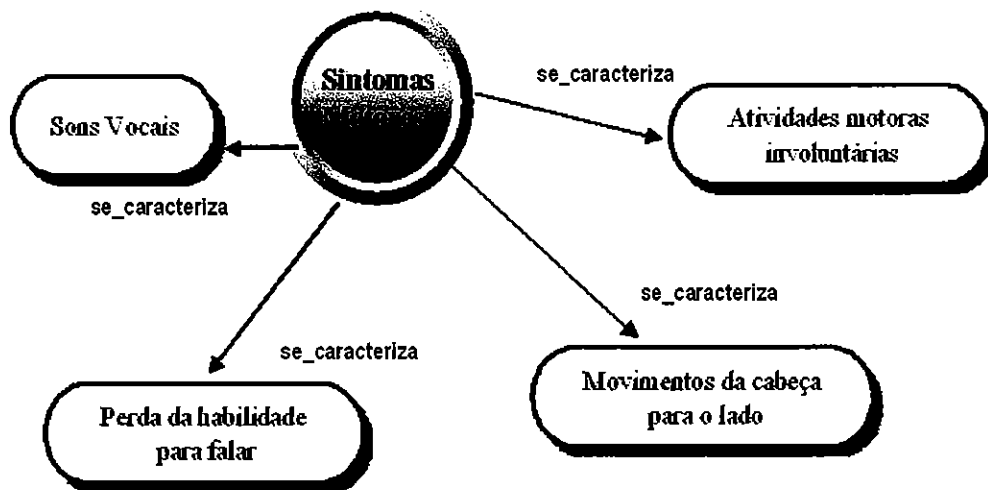 Sintomas
Motores
se_caracteriza
Atividades motoras
involuntárias
Sons Vocais
se_caracteriza
se_caracteriza
Movimentos da cabeça
para o lado
se_caracteriza
Perda da habilidade
para falar